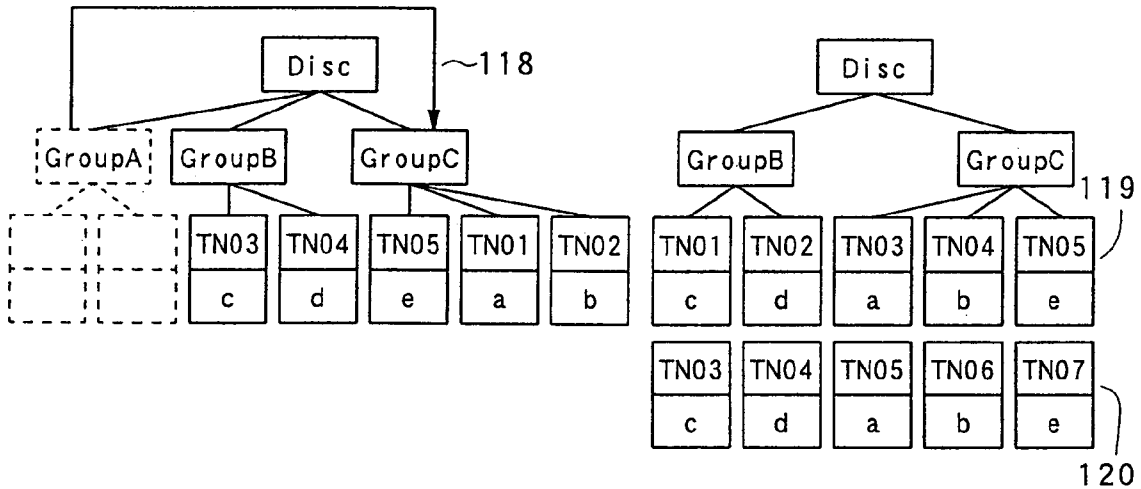 Disc
118
GroupA GroupB GroupC
TN03 TN04 TN05 TN01 TN02
c d e a b
Disc
GroupB GroupC
119
TN01 TN02 TN03 TN04 TN05
c d a b e
TN03 TN04 TN05 TN06 TN07
c d a b e
120